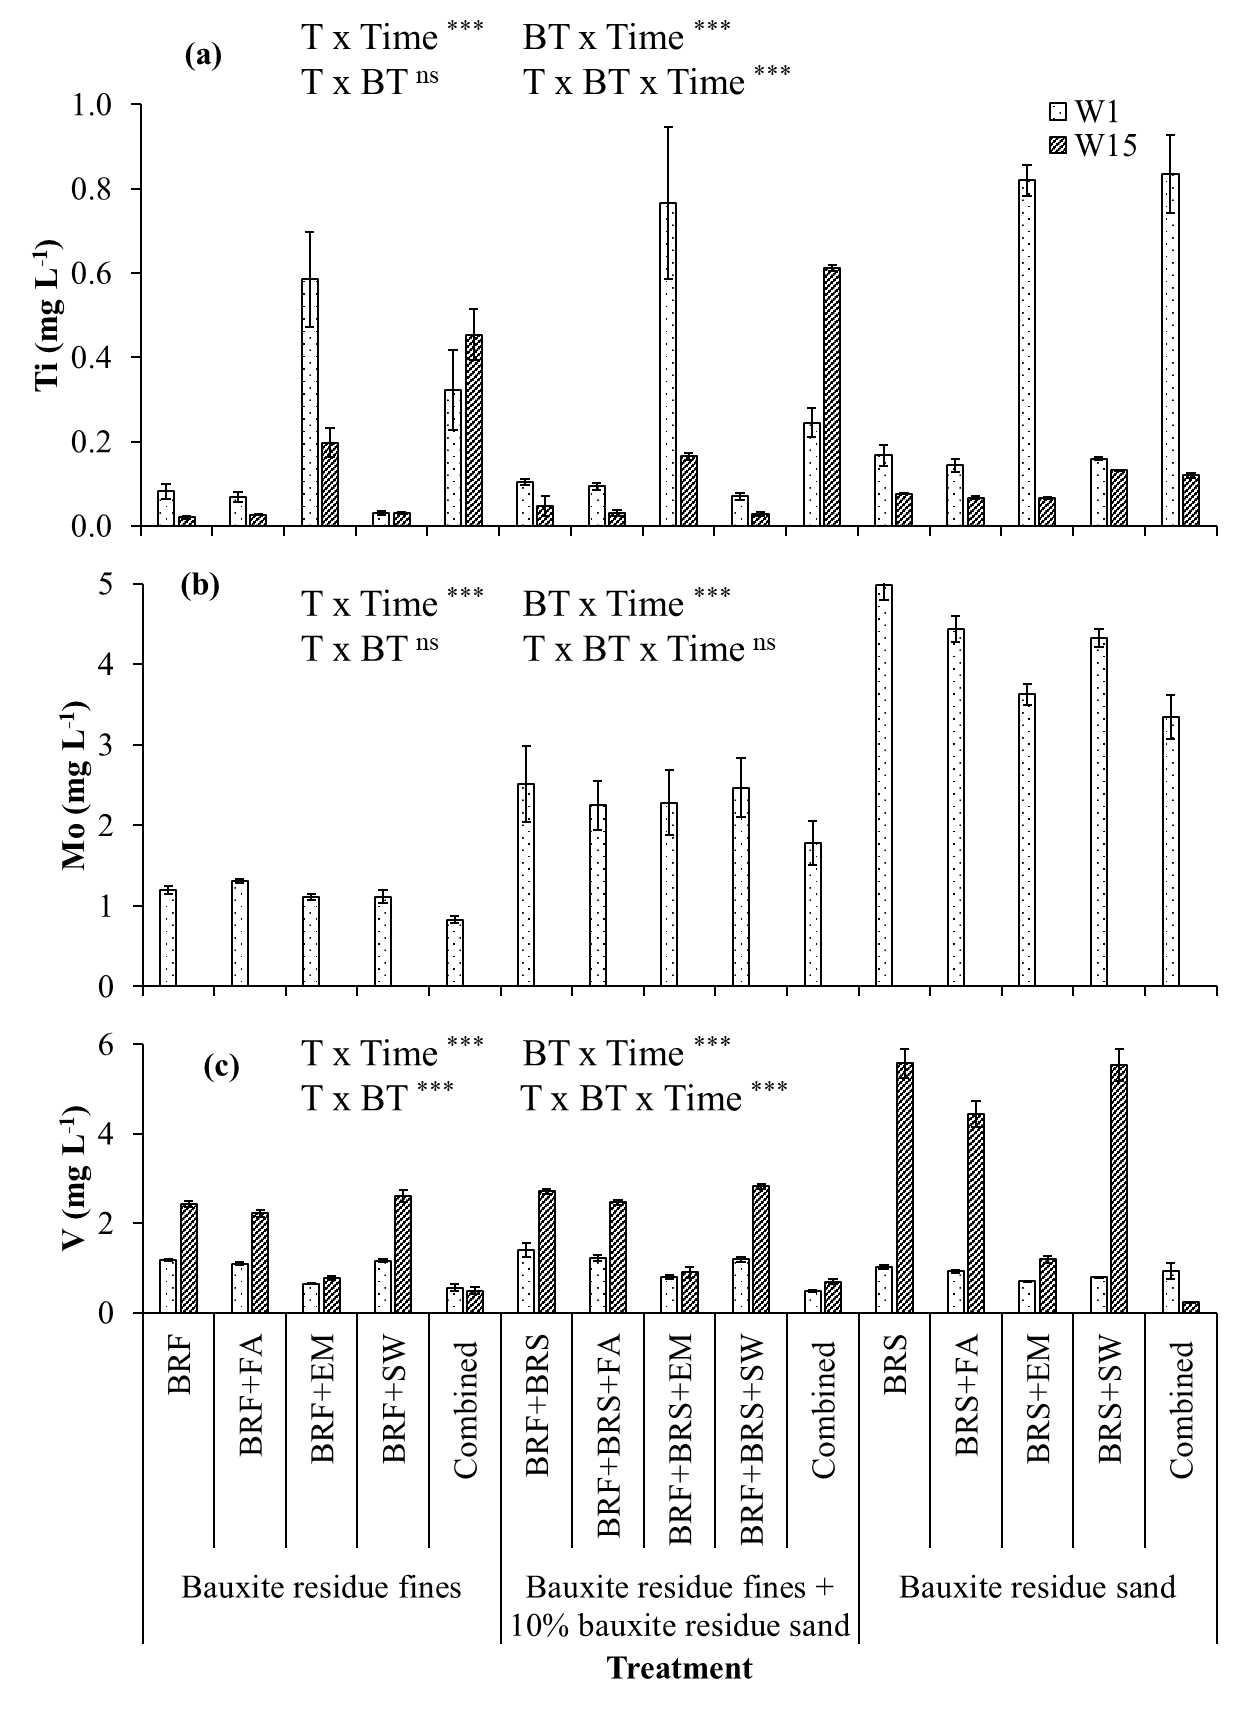 (a)
T x Time *** BT x Time ***
T x BT ns T x BT x Time ***
W1
W15
Ti (mg L-1)
1.0
0.8
0.6
0.4
0.2
0.0
(b)
T x Time *** BT x Time ***
T x BT ns T x BT x Time ns
Mo (mg L-1)
5
4
3
2
1
0
(c)
T x Time *** BT x Time ***
T x BT *** T x BT x Time ***
V (mg L-1)
6
4
2
0
BRF
BRF+FA
BRF+EM
BRF+SW
Combined
BRF+BRS
BRF+BRS+FA
BRF+BRS+EM
BRF+BRS+SW
Combined
BRS
BRS+FA
BRS+EM
BRS+SW
Combined
Bauxite residue fines
Bauxite residue fines +
10% bauxite residue sand
Bauxite residue sand
Treatment